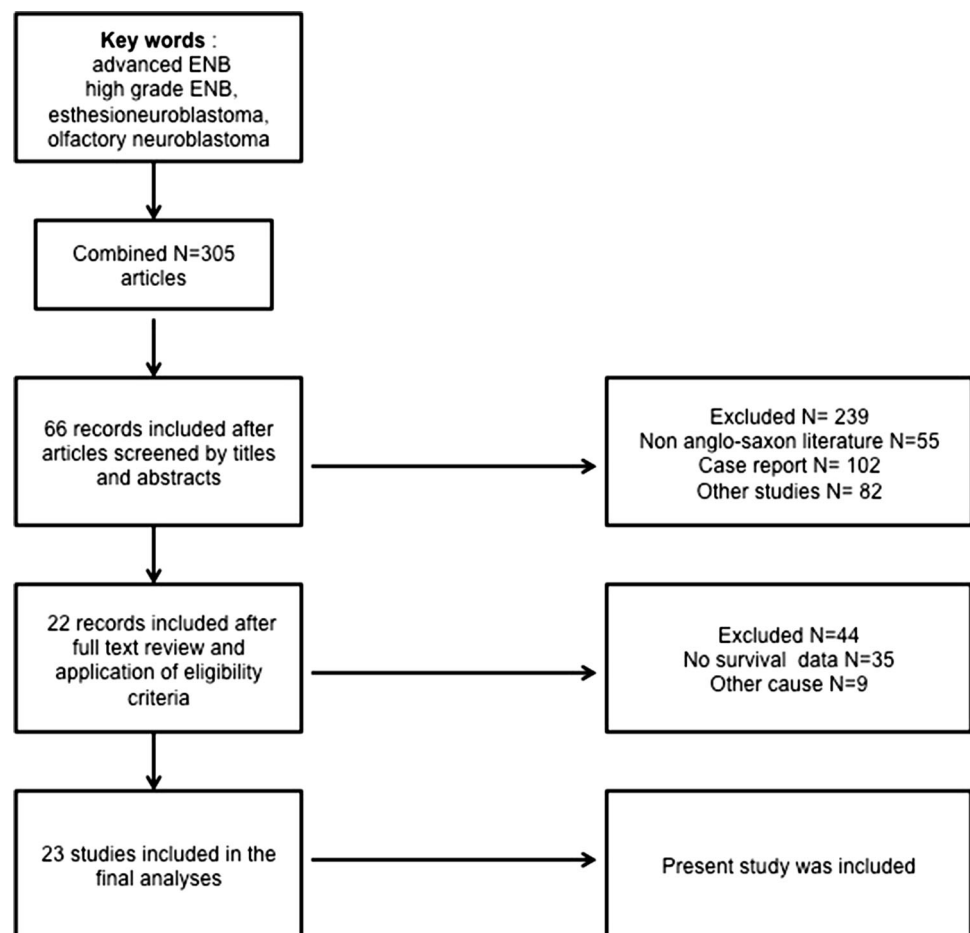 Key words :
advanced ENB
high grade ENB,
esthesioneuroblastoma,
olfactory neuroblastoma
Combined N=305
articles
66 records included after
articles screened by titles
and abstracts
Excluded N= 239
Non anglo-saxon literature N=55
Case report N= 102
Other studies N= 82
22 records included after
full text review and
application of eligibility
criteria
Excluded N=44
No survival data N=35
Other cause N=9
23 studies included in the
final analyses
Present study was included